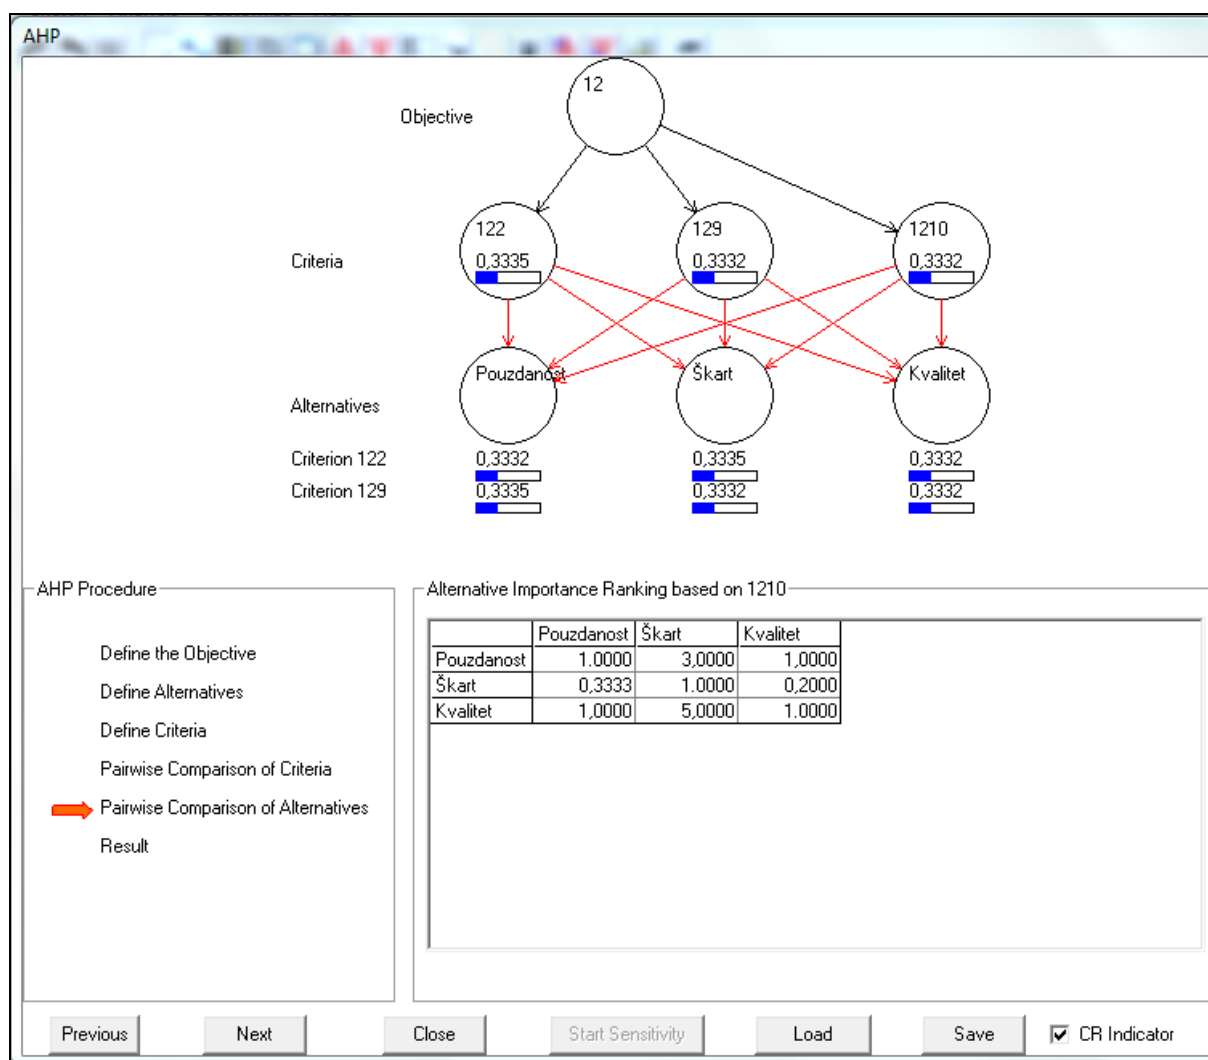 AHP
12
Objective
122 129 1210
Criteria 0,3335 0,3332 0,3332
Pouzdanost Škart Kvalitet
Alternatives
Criterion 122 0,3332 0,3335 0,3332
Criterion 129 0,3335 0,3332 0,3332
AHP Procedure
Define the Objective
Define Alternatives
Define Criteria
Pairwise Comparison of Criteria
Pairwise Comparison of Alternatives
Result
Alternative Importance Ranking based on 1210
Pouzdanost Škart Kvalitet
Pouzdanost 1.0000 3,0000 1,0000
Škart 0,3333 1.0000 0,2000
Kvalitet 1,0000 5,0000 1.0000
Previous Next Close Start Sensitivity Load Save CR Indicator